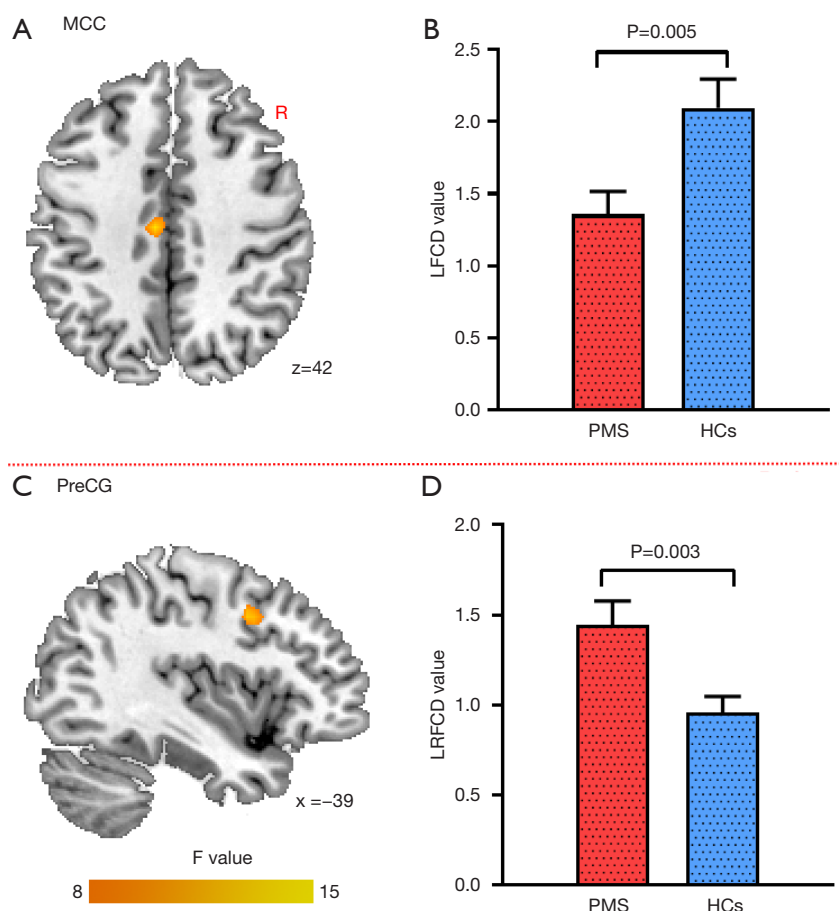 A MCC
R
z=42
B
P=0.005
LFCD value
2.5
2.0
1.5
1.0
0.5
0.0
PMS HCs
C PreCG
x =−39
F value
8 15
D
P=0.003
LRFCD value
2.0
1.5
1.0
0.5
0.0
PMS HCs